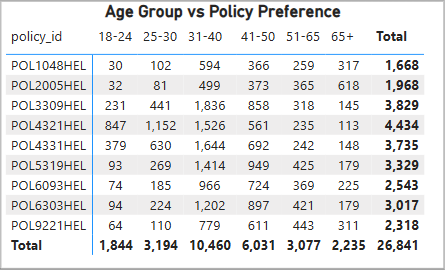 Age Group vs Policy Preference
policy_id 18-24 25-30 31-40 41-50 51-65 65+ Total
POL1048HEL 30 102 594 366 259 317 1,668
POL2005HEL 32 81 499 373 365 618 1,968
POL3309HEL 231 441 1,836 858 318 145 3,829
POL4321HEL 847 1,152 1,526 561 235 113 4,434
POL4331HEL 379 630 1,644 692 242 148 3,735
POL5319HEL 93 269 1,414 949 425 179 3,329
POL6093HEL 74 185 966 724 369 225 2,543
POL6303HEL 94 224 1,202 897 421 179 3,017
POL9221HEL 64 110 779 611 443 311 2,318
Total 1,844 3,194 10,460 6,031 3,077 2,235 26,841